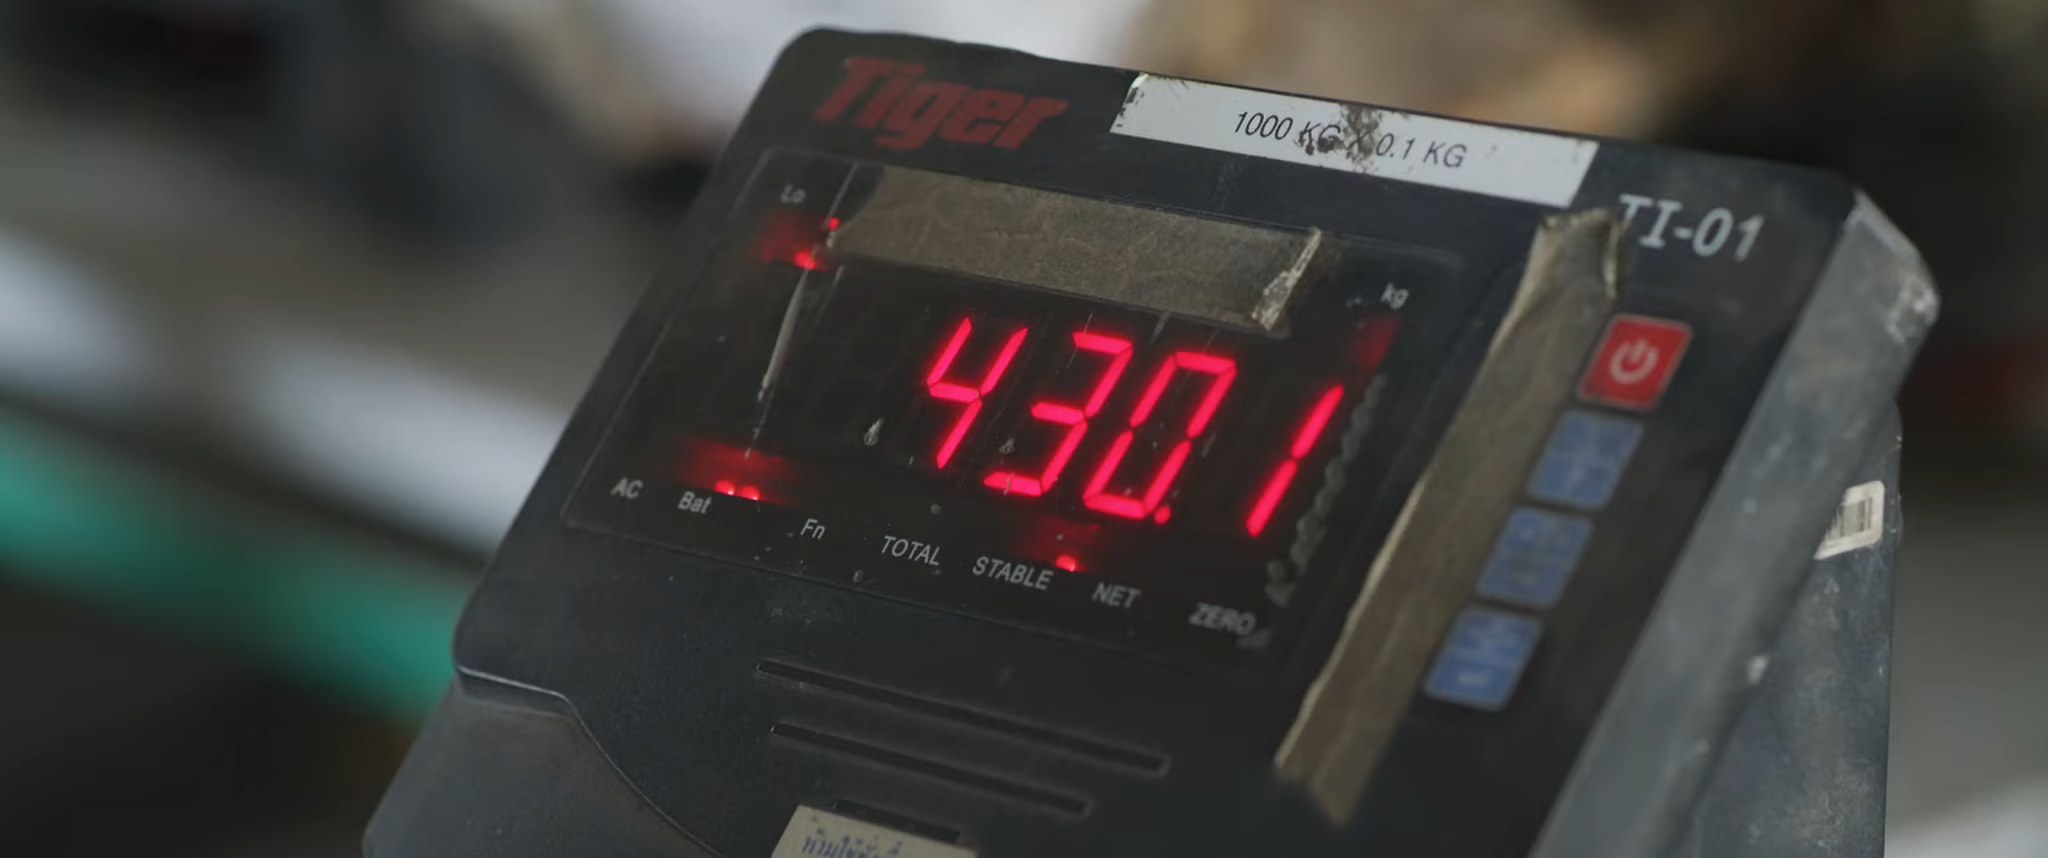 Tiger
1000 KG X 0.1 KG
TI-01
Lo
kg
430.1
AC
Bat
Fn
TOTAL
STABLE
NET
ZERO